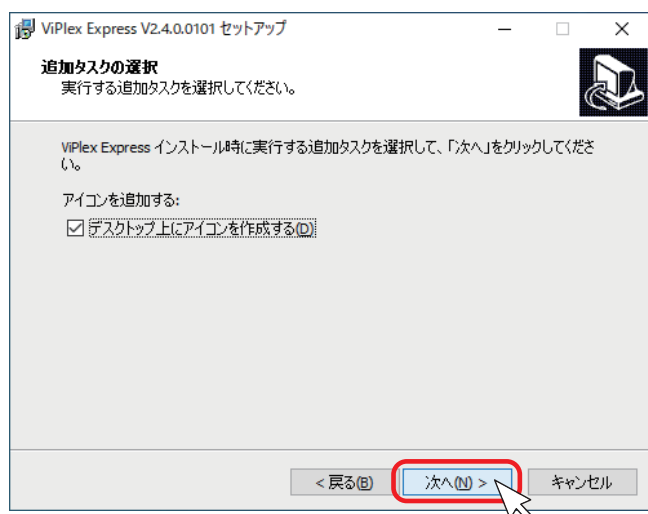 ViPlex Express V2.4.0.0101 セットアップ
追加タスクの選択
実行する追加タスクを選択してください。
ViPlex Express インストール時に実行する追加タスクを選択して、「次へ」をクリックしてくださ
い。
アイコンを追加する:
デスクトップ上にアイコンを作成する(D)
< 戻る(B) 次へ(N) > キャンセル